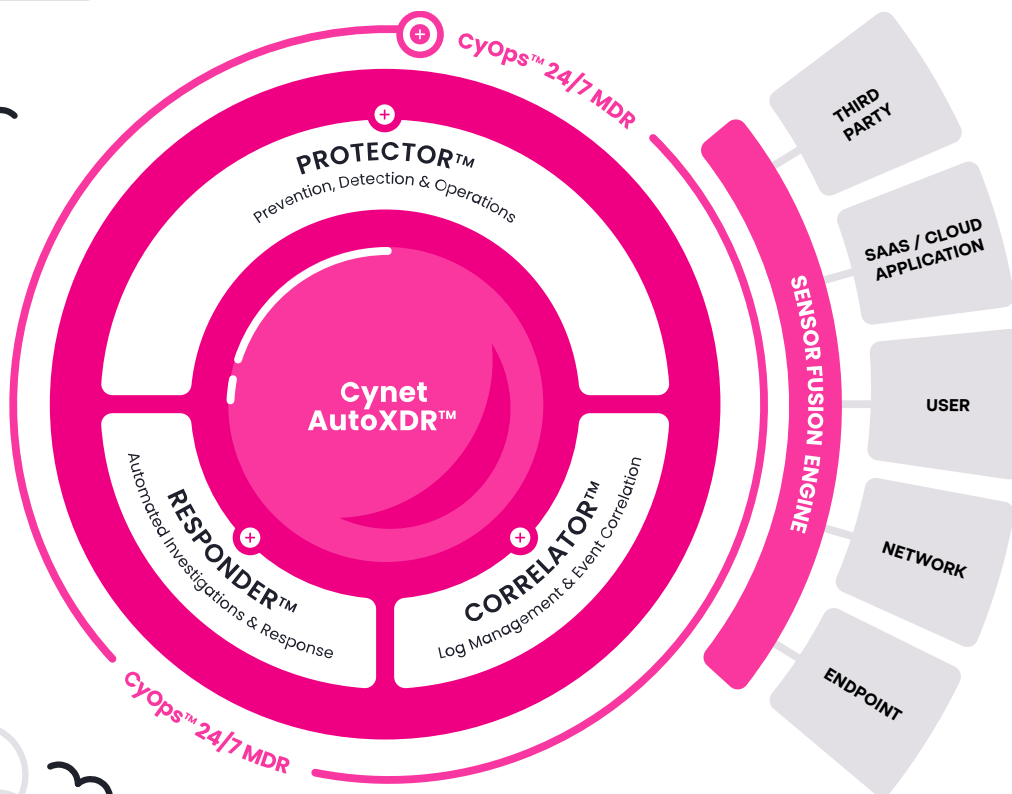 CyOps™ 24/7 MDR
PROTECTOR™
Prevention, Detection & Operations
Cynet
AutoXDR™
RESPONDER™
Automated Investigations & Response
CORRELATOR™
Log Management & Event Correlation
CyOps™ 24/7 MDR
SENSOR FUSION ENGINE
THIRD
PARTY
SAAS / CLOUD
APPLICATION
USER
NETWORK
ENDPOINT